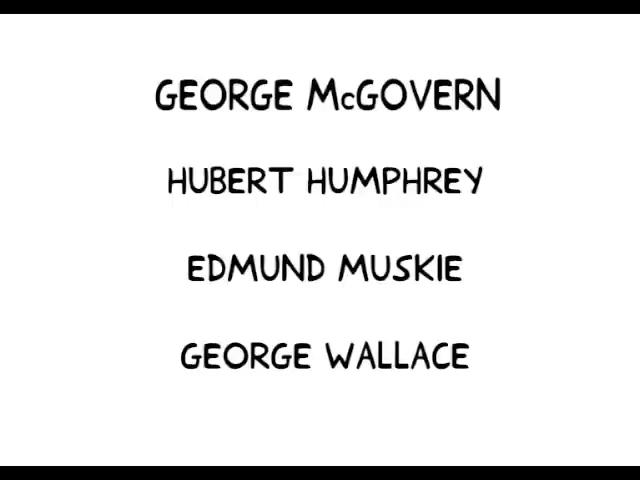 GEORGE McGOVERN
HUBERT HUMPHREY
EDMUND MUSKIE
GEORGE WALLACE